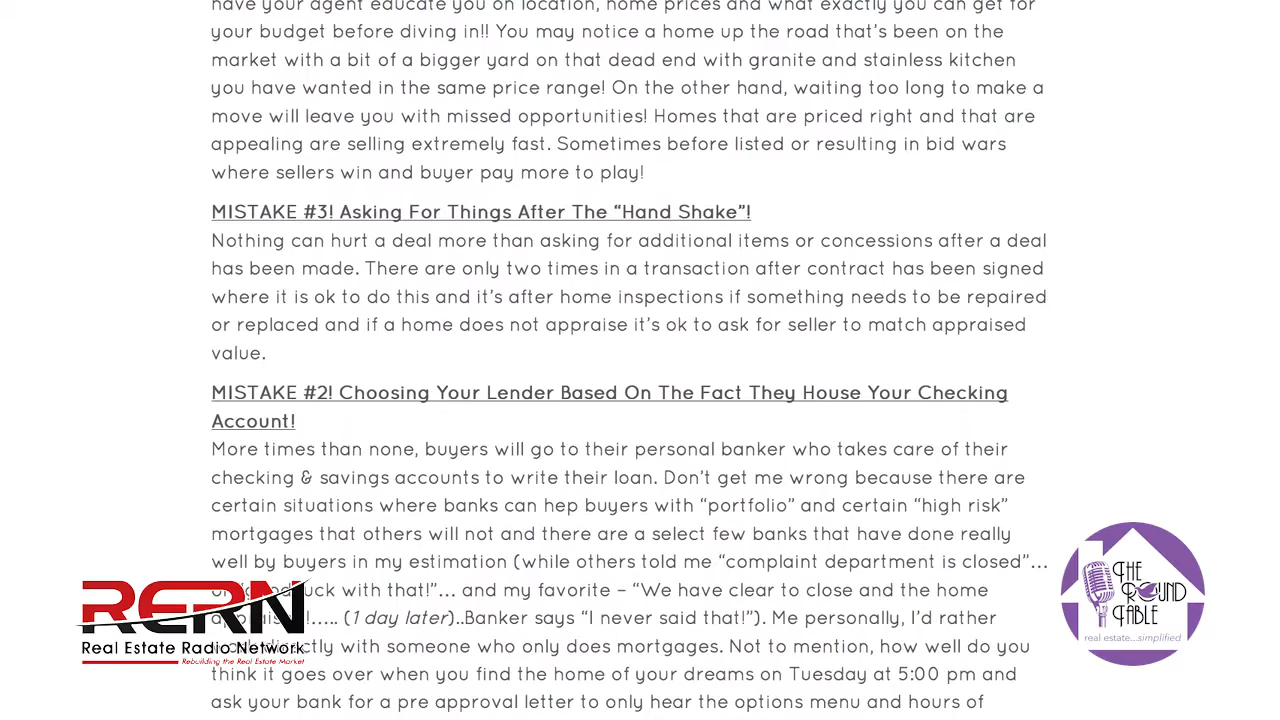 have your agent educate you on location, home prices and what exactly you can get for
your budget before diving in!! You may notice a home up the road that's been on the
market with a bit of a bigger yard on that dead end with granite and stainless kitchen
you have wanted in the same price range! On the other hand, waiting too long to make a
move will leave you with missed opportunities! Homes that are priced right and that are
appealing are selling extremely fast. Sometimes before listed or resulting in bid wars
where sellers win and buyer pay more to play!
MISTAKE #3! Asking For Things After The “Hand Shake”!
Nothing can hurt a deal more than asking for additional items or concessions after a deal
has been made. There are only two times in a transaction after contract has been signed
where it is ok to do this and it's after home inspections if something needs to be repaired
or replaced and if a home does not appraise it's ok to ask for seller to match appraised
value.
MISTAKE #2! Choosing Your Lender Based On The Fact They House Your Checking
Account!
More times than none, buyers will go to their personal banker who takes care of their
checking & savings accounts to write their loan. Don't get me wrong because there are
certain situations where banks can hep buyers with “portfolio” and certain “high risk”
mortgages that others will not and there are a select few banks that have done really
well by buyers in my estimation (while others told me “complaint department is closed”...
with that!”... and my favorite – “We have clear to close and the home
!..... (1 day later)..Banker says “I never said that!”). Me personally, I'd rather
with someone who only does mortgages. Not to mention, how well do you
think it goes over when you find the home of your dreams on Tuesday at 5:00 pm and
ask your bank for a pre approval letter to only hear the options menu and hours of
RERN
Real Estate Radio Network
Rebuilding the Real Estate Market
THE
ROUND
TABLE
real estate...simplified